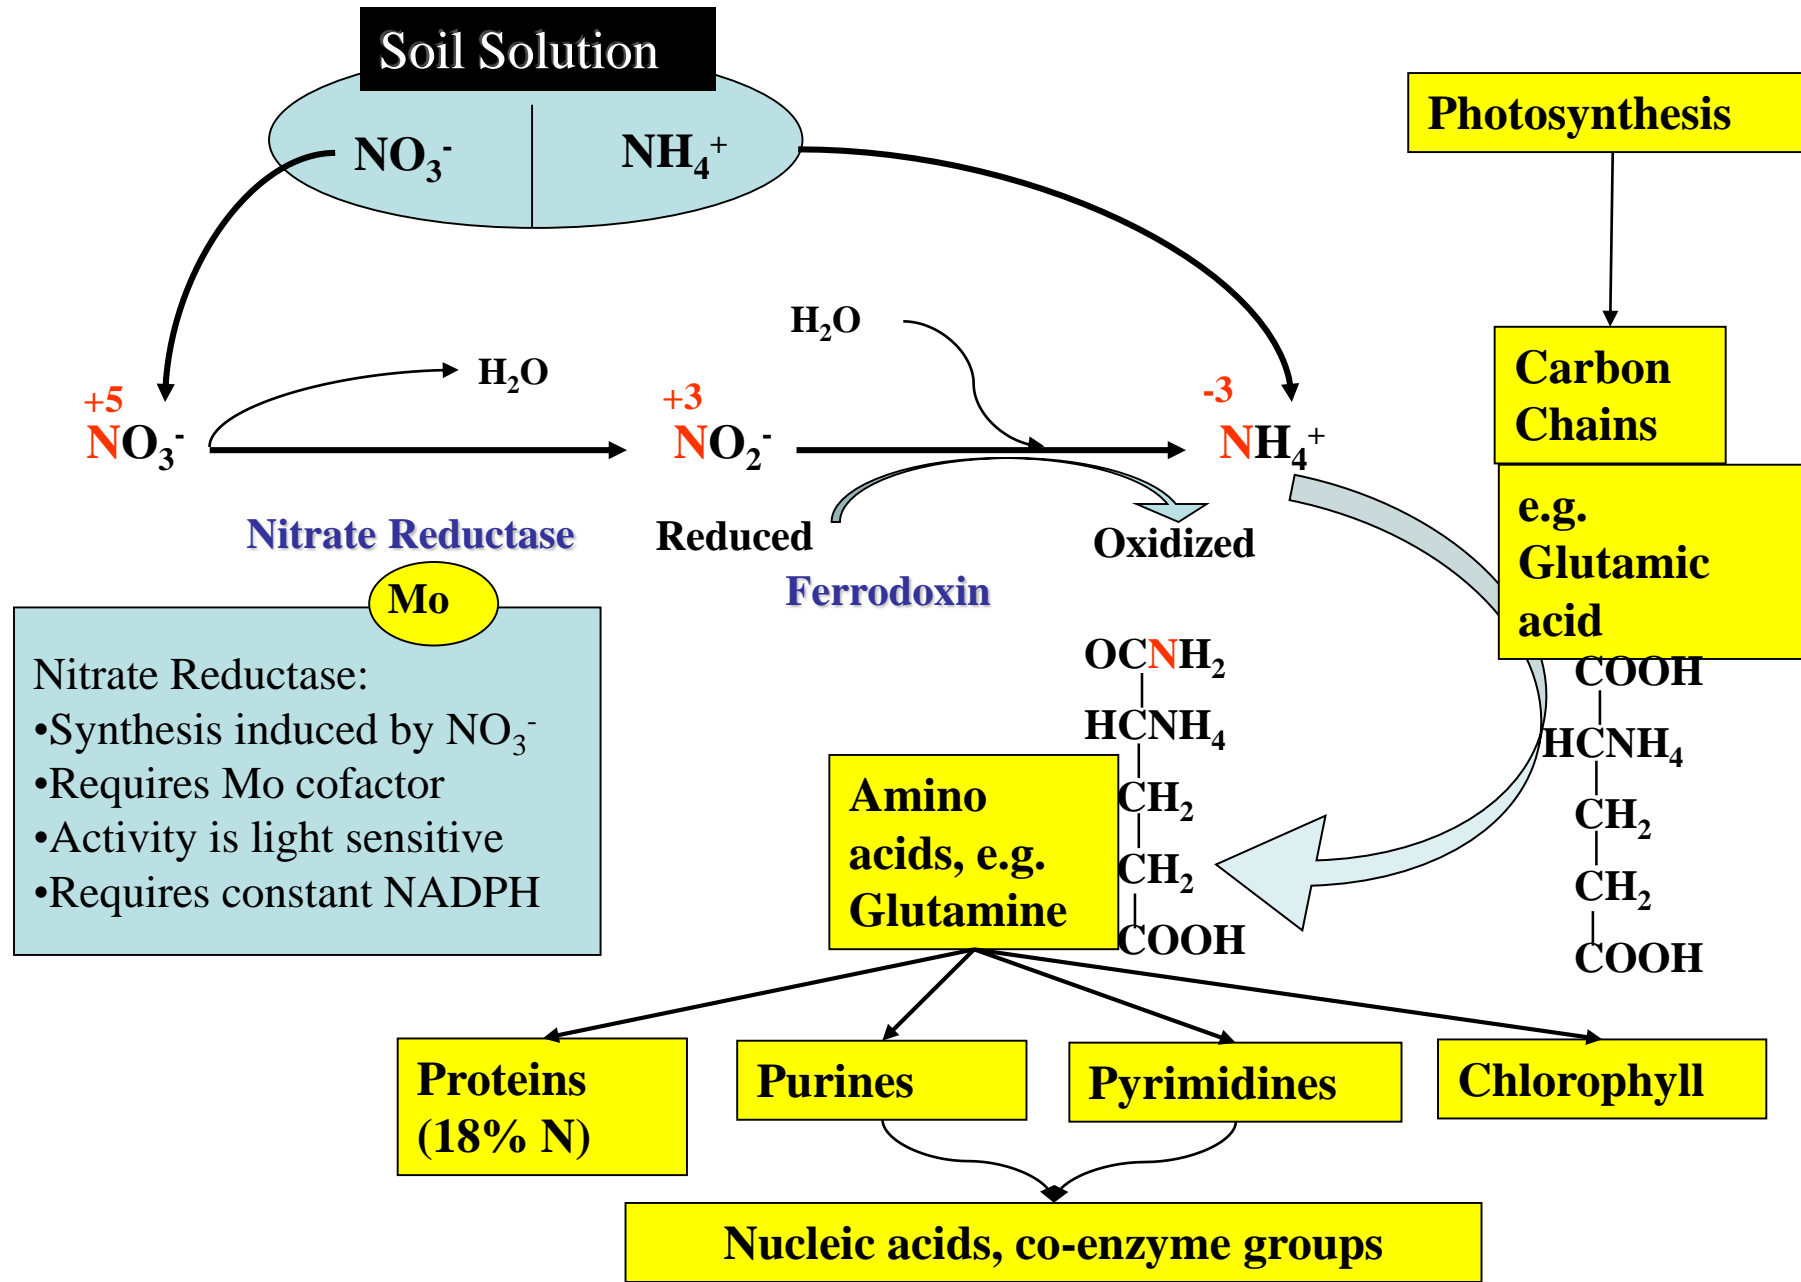 Soil Solution
NO₃⁻
NH₄⁺
Photosynthesis
H₂O
H₂O
+5
NO₃⁻
+3
NO₂⁻
-3
NH₄⁺
Carbon
Chains
e.g.
Glutamic
acid
Nitrate Reductase
Reduced
Oxidized
Ferrodoxin
Mo
Nitrate Reductase:
•Synthesis induced by NO₃⁻
•Requires Mo cofactor
•Activity is light sensitive
•Requires constant NADPH
OCNH₂
HCNH₄
CH₂
CH₂
COOH
COOH
HCNH₄
CH₂
CH₂
COOH
Amino
acids, e.g.
Glutamine
Proteins
(18% N)
Purines
Pyrimidines
Chlorophyll
Nucleic acids, co-enzyme groups